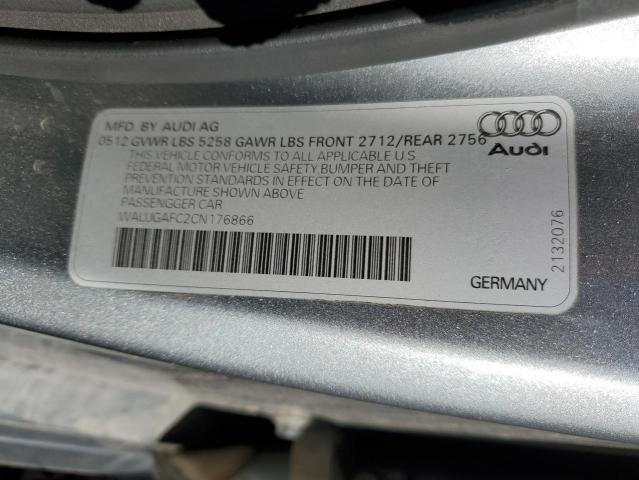 MFD. BY AUDI AG
0512 GVWR LBS 5258 GAWR LBS FRONT 2712/REAR 2756
THIS VEHICLE CONFORMS TO ALL APPLICABLE U S
FEDERAL MOTOR VEHICLE SAFETY BUMPER AND THEFT
PREVENTION STANDARDS IN EFFECT ON THE DATE OF
MANUFACTURE SHOWN ABOVE
PASSENGGER CAR
WAUUGAFC2CN176866
Audi
2132076
GERMANY